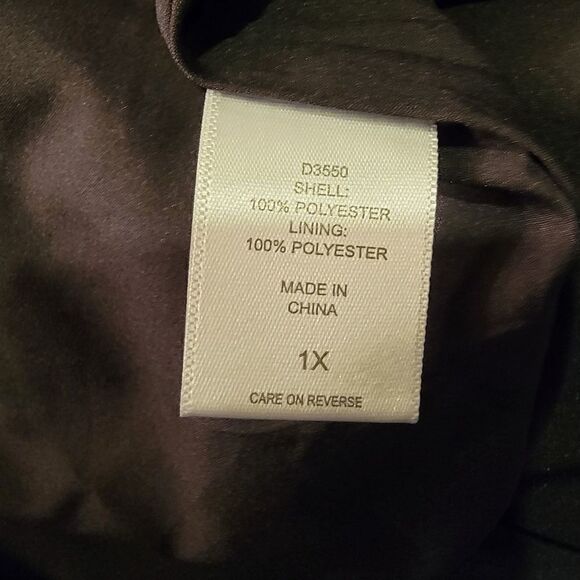 D3550
SHELL:
100% POLYESTER
LINING:
100% POLYESTER
MADE IN
CHINA
1X
CARE ON REVERSE